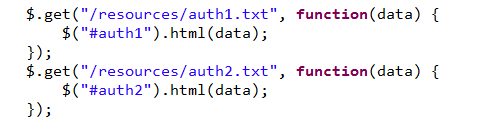 $.get("/resources/auth1.txt", function(data) {
    $("#auth1").html(data);
});
$.get("/resources/auth2.txt", function(data) {
    $("#auth2").html(data);
});